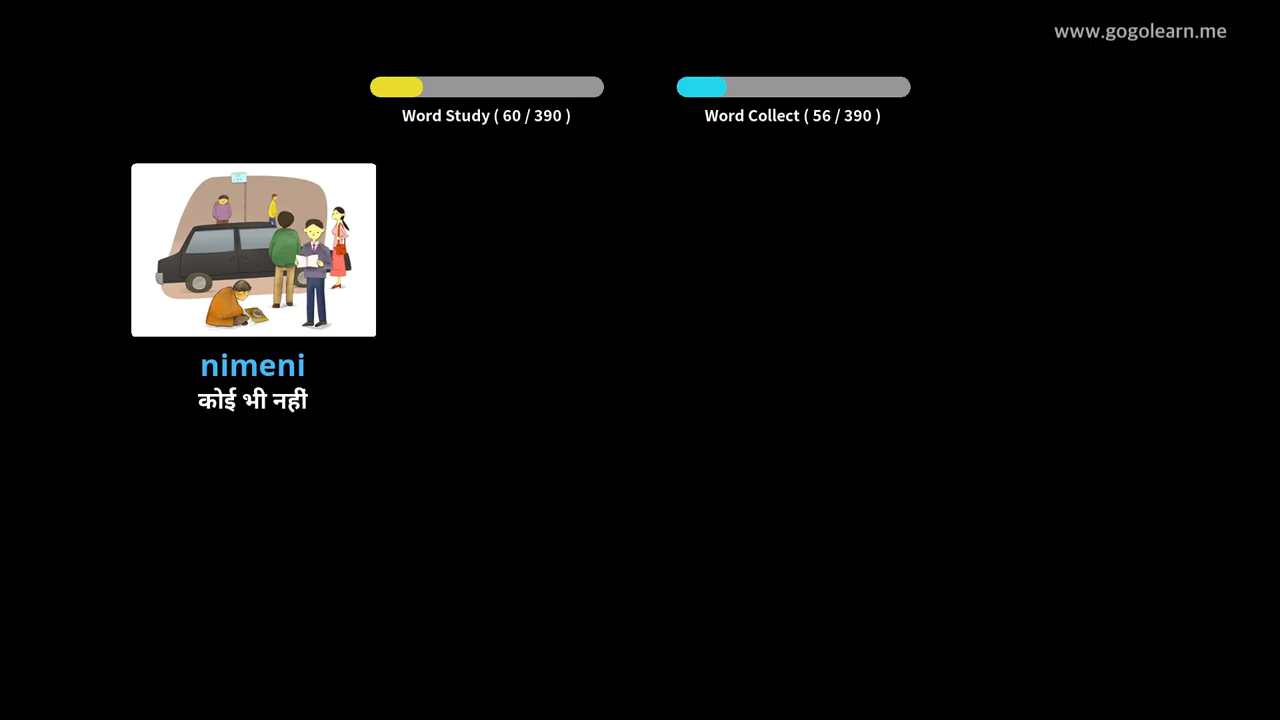 www.gogolearn.me
Word Study ( 60 / 390 )
Word Collect ( 56 / 390 )
nimeni
कोई भी नहीं